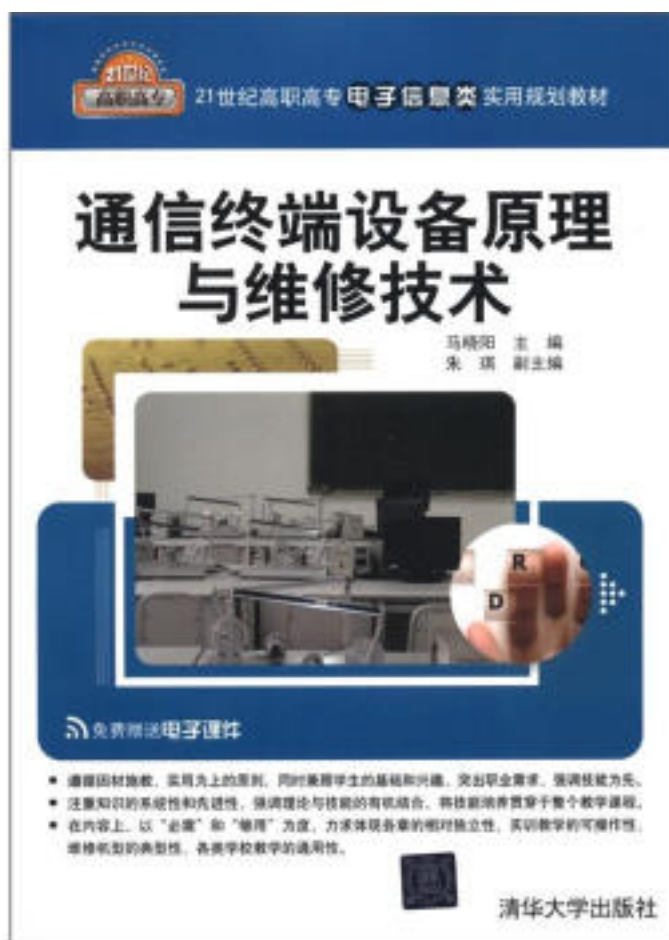 21世纪
高职高专
21世纪高职高专电子信息类实用规划教材
通信终端设备原理
与维修技术
马晓阳 主 编
朱 琪 副主编
R
D
免费赠送电子课件
遵循因材施教、实用为上的原则，同时兼顾学生的基础和兴趣，突出职业需求，强调技能为先。
注重知识的系统性和先进性，强调理论与技能的有机结合，将技能培养贯穿于整个教学课程。
在内容上，以“必需”和“够用”为度，力求体现各章的相对独立性，实训教学的可操作性，
维修机型的典型性，各类学校教学的通用性。
清华大学出版社